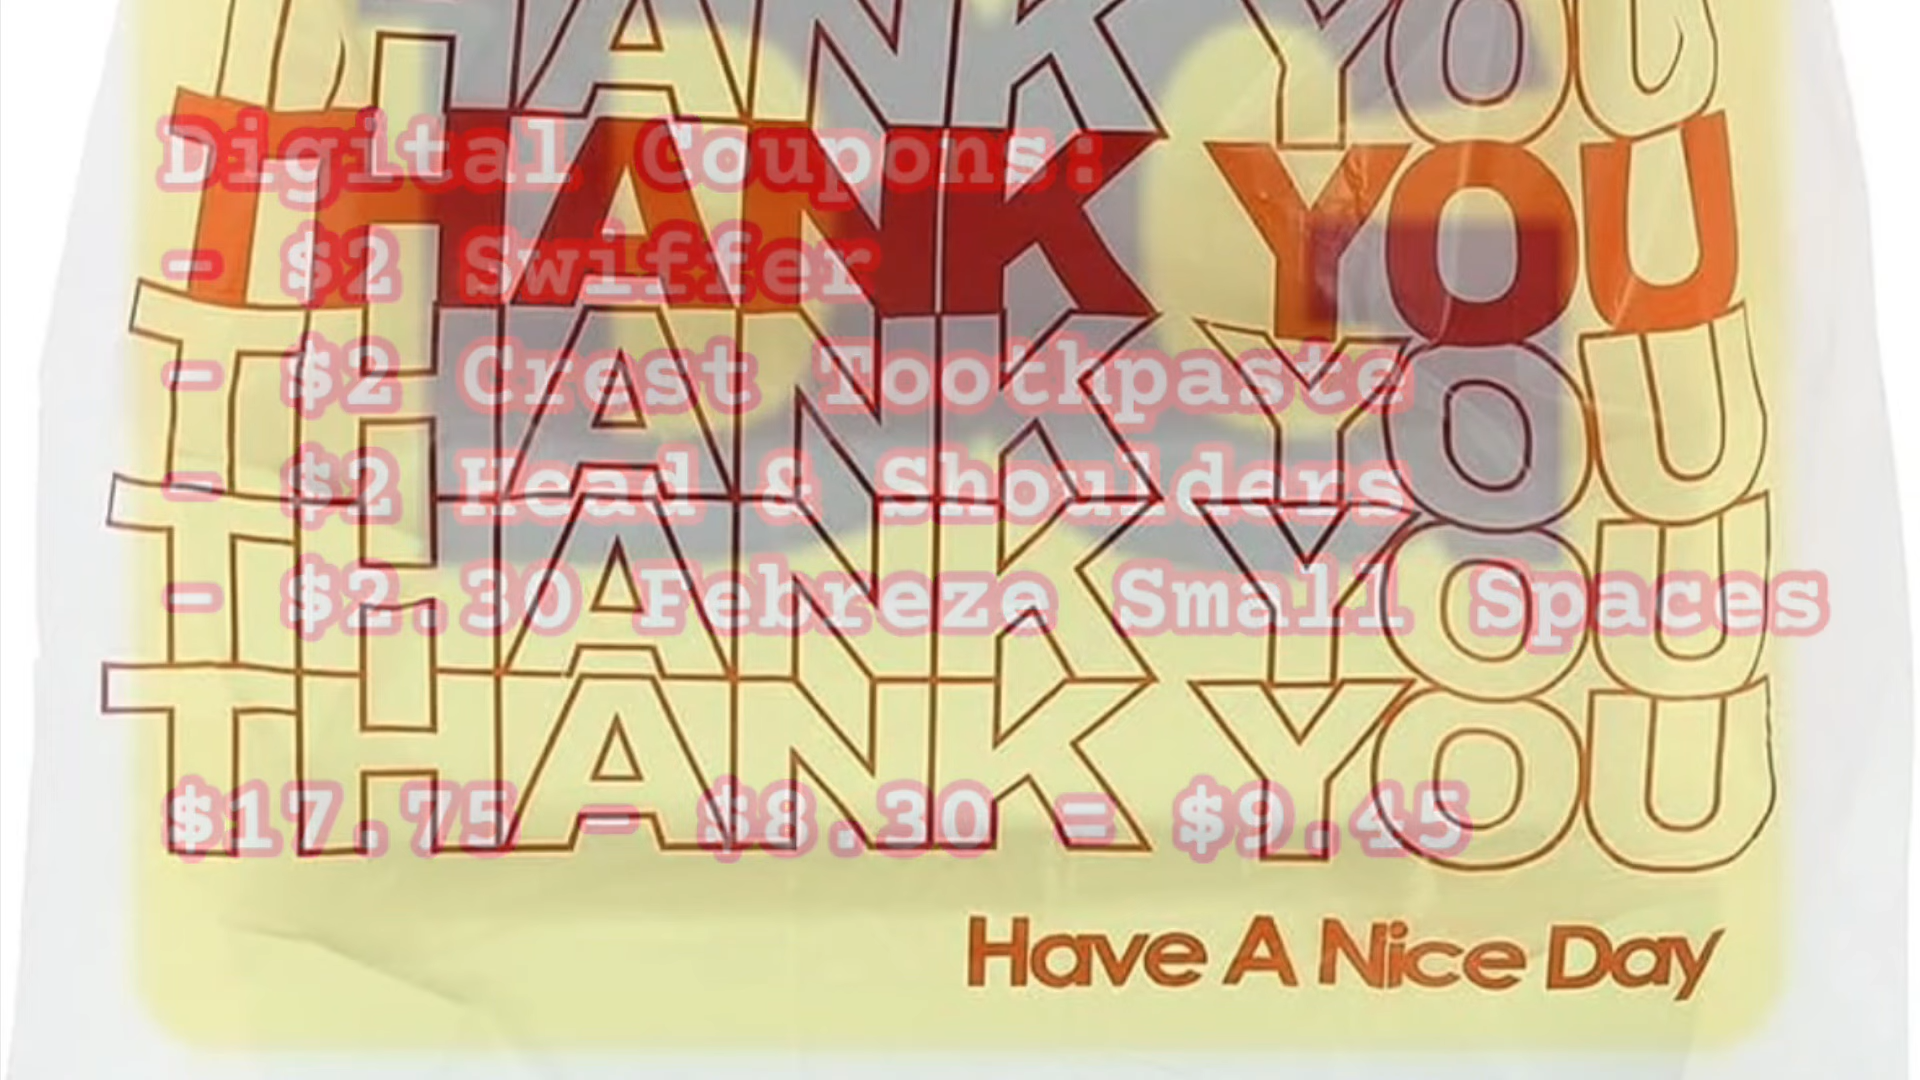 THANK YOU
Digital Coupons:
THANK YOU
- $2 Swiffer
- $2 Crest Toothpaste
THANK YOU
- $2 Head & Shoulders
- $2.30 Febreze Small Spaces
THANK YOU
THANK YOU
$17.75 - $8.30 = $9.45
Have A Nice Day